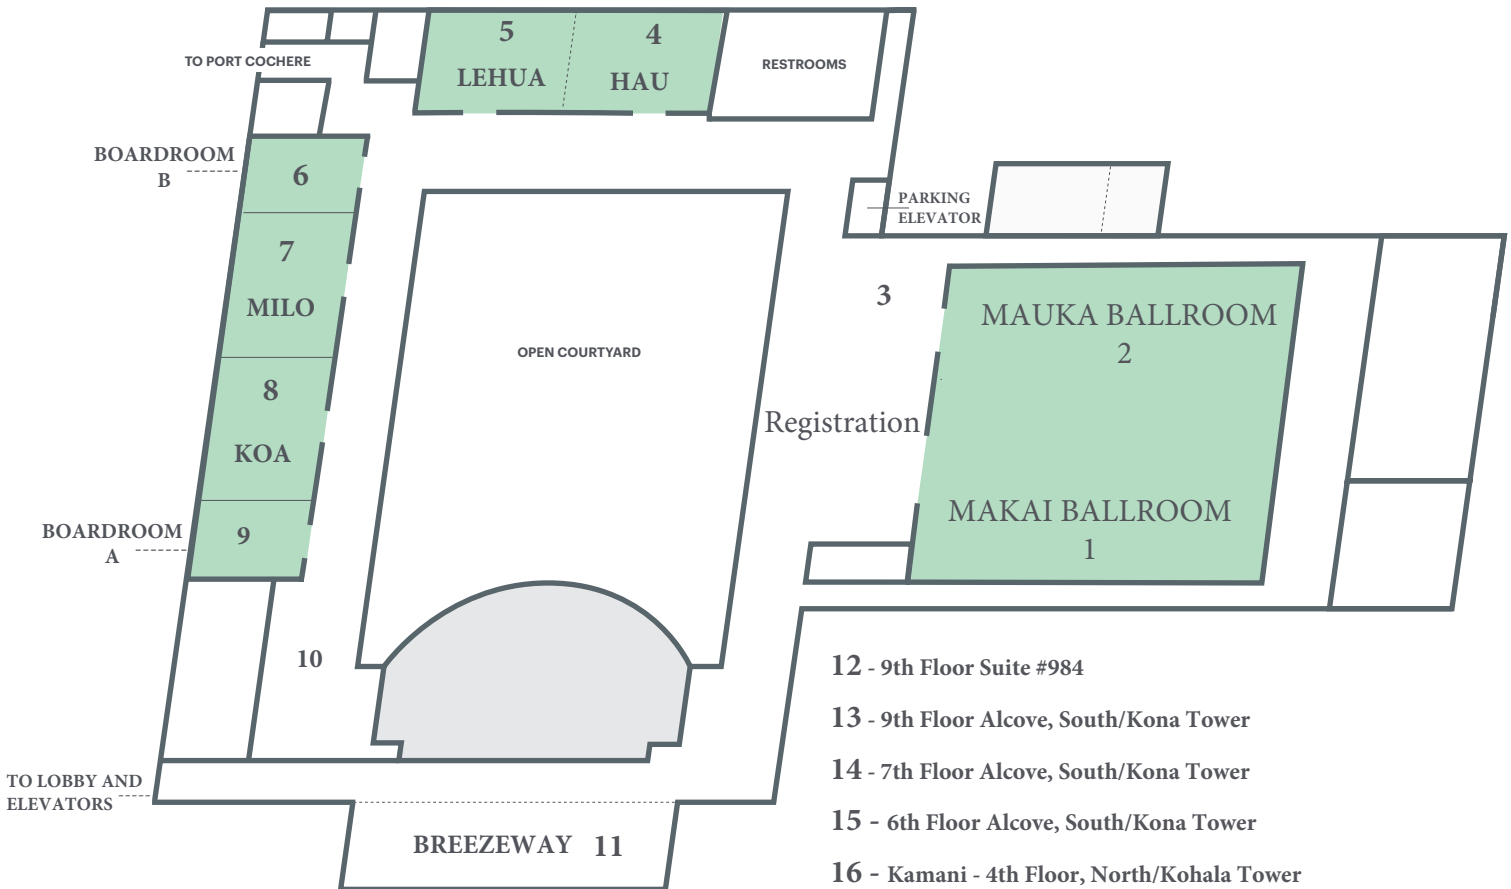 5
4
TO PORT COCHERE
LEHUA
HAU
RESTROOMS
BOARDROOM
B
6
PARKING
ELEVATOR
7
MILO
3
MAUKA BALLROOM
2
OPEN COURTYARD
8
KOA
Registration
MAKAI BALLROOM
1
BOARDROOM
A
9
10
12 - 9th Floor Suite #984
13 - 9th Floor Alcove, South/Kona Tower
14 - 7th Floor Alcove, South/Kona Tower
TO LOBBY AND
ELEVATORS
15 - 6th Floor Alcove, South/Kona Tower
BREEZEWAY 11
16 - Kamani - 4th Floor, North/Kohala Tower